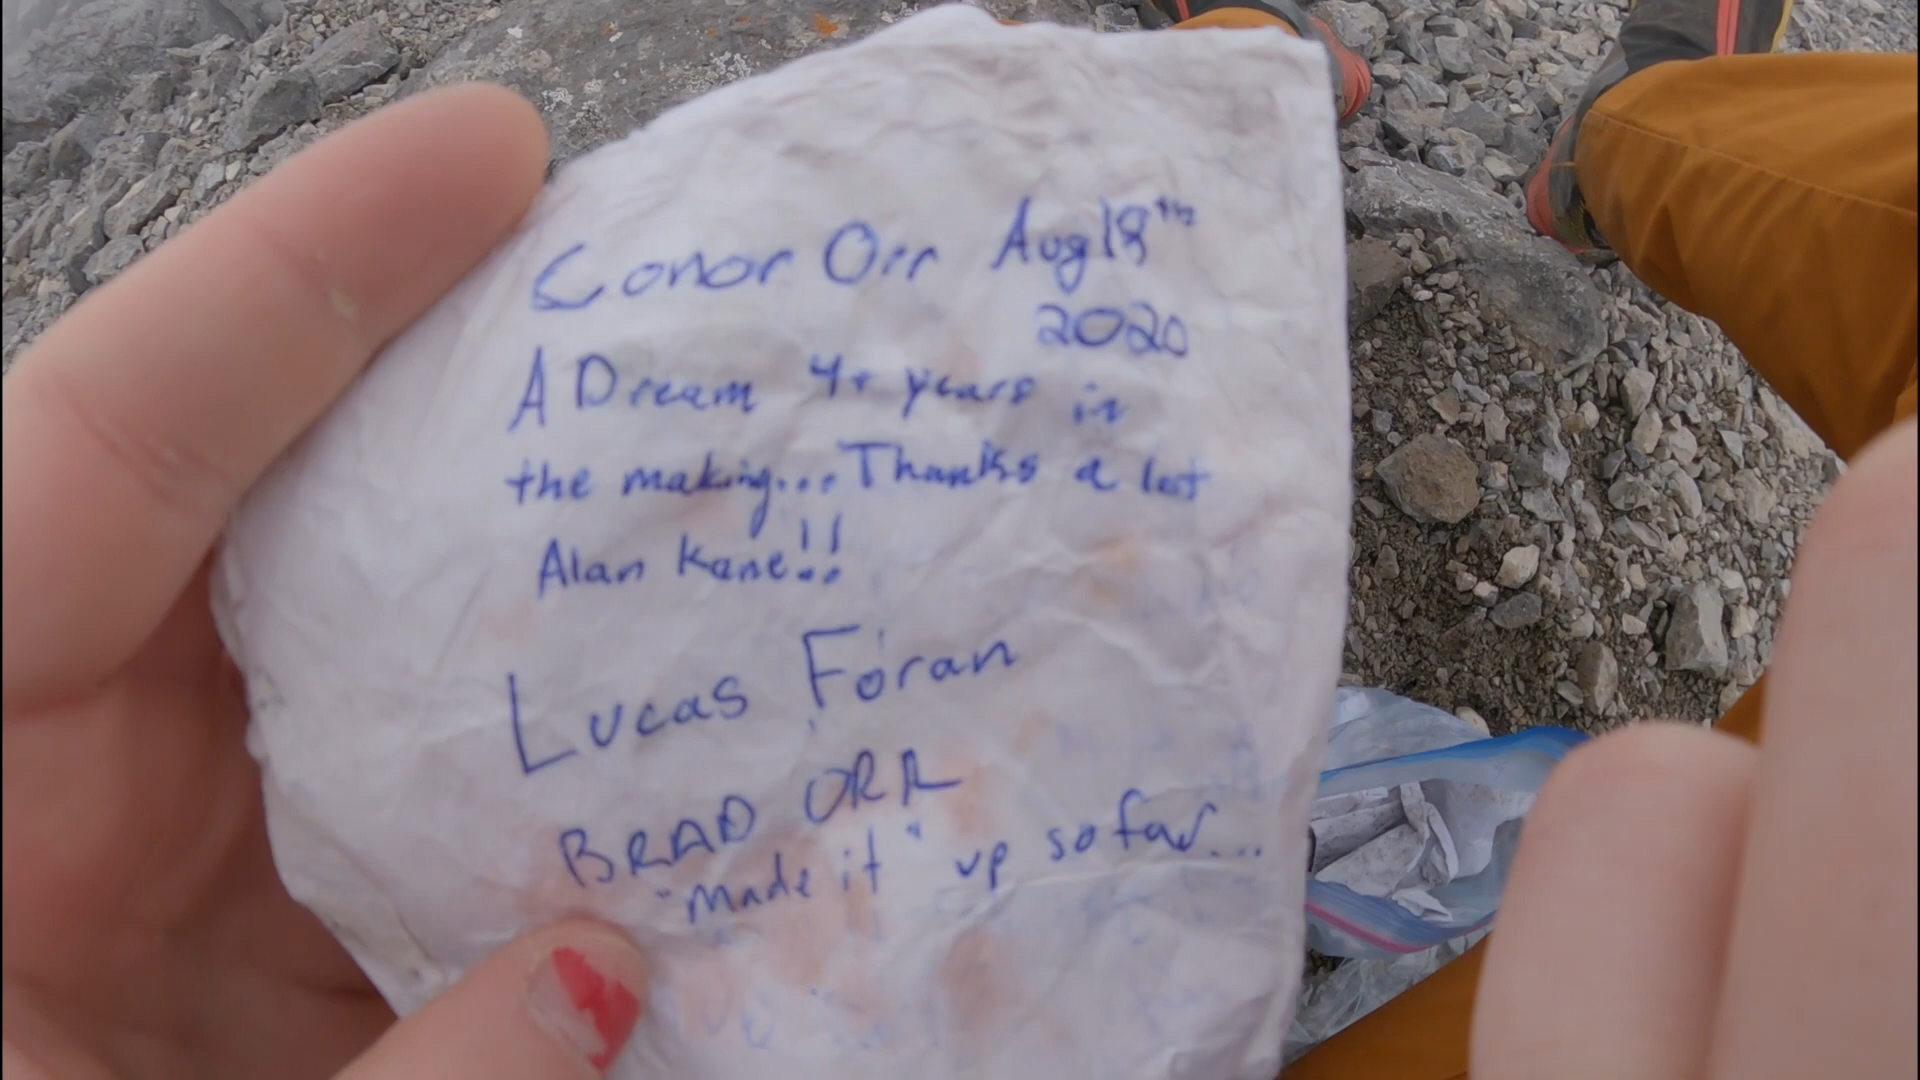 Conor Orr Aug 18th
2020
A Dream 4+ years in
the making... Thanks a lot
Alan Kane!!
Lucas Foran
BRAD ORR
"made it" up so far...